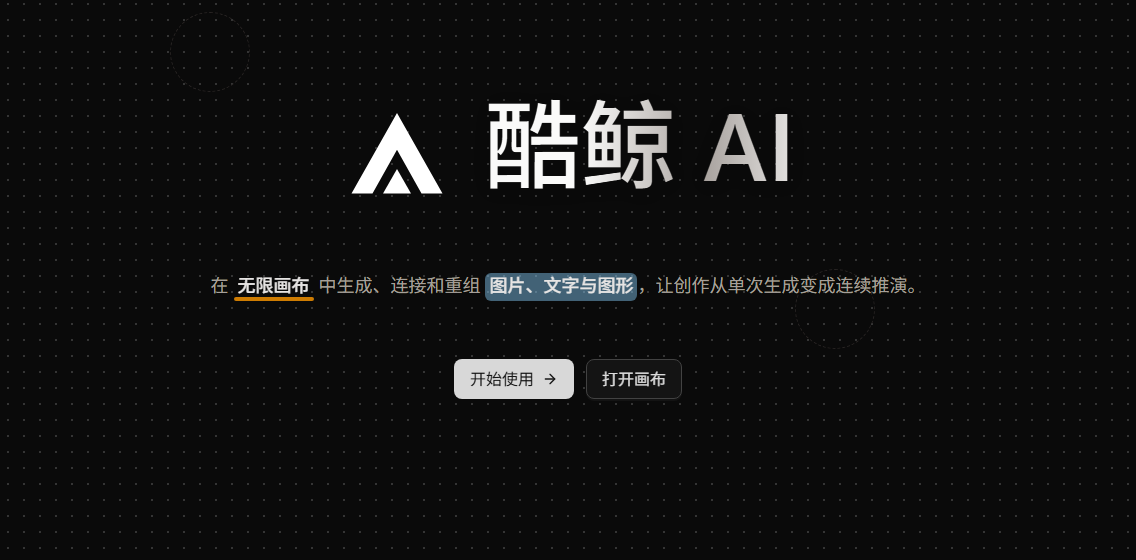 酷鲸 AI
在 无限画布 中生成、连接和重组 图片、文字与图形，让创作从单次生成变成连续推演。
开始使用 →
打开画布